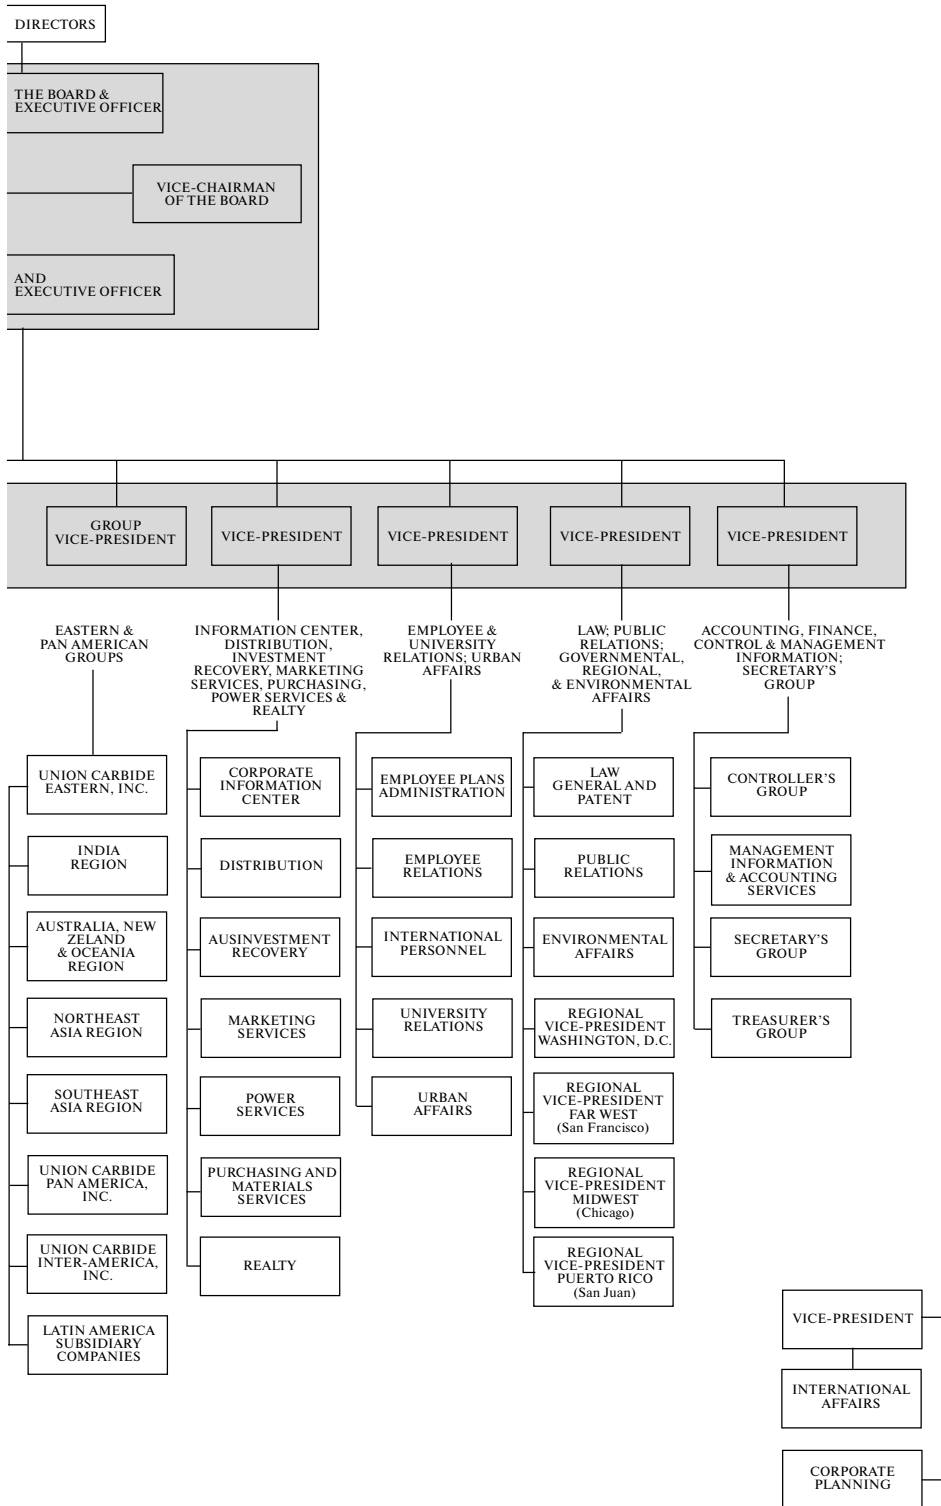 DIRECTORS
THE BOARD &
EXECUTIVE OFFICER
VICE-CHAIRMAN
OF THE BOARD
AND
EXECUTIVE OFFICER
GROUP
VICE-PRESIDENT
VICE-PRESIDENT
VICE-PRESIDENT
VICE-PRESIDENT
VICE-PRESIDENT
EASTERN &
PAN AMERICAN
GROUPS
INFORMATION CENTER,
DISTRIBUTION,
INVESTMENT
RECOVERY, MARKETING
SERVICES, PURCHASING,
POWER SERVICES &
REALTY
EMPLOYEE &
UNIVERSITY
RELATIONS; URBAN
AFFAIRS
LAW; PUBLIC
RELATIONS;
GOVERNMENTAL,
REGIONAL,
& ENVIRONMENTAL
AFFAIRS
ACCOUNTING, FINANCE,
CONTROL & MANAGEMENT
INFORMATION;
SECRETARY'S
GROUP
UNION CARBIDE
EASTERN, INC.
INDIA
REGION
AUSTRALIA, NEW
ZELAND
& OCEANIA
REGION
NORTHEAST
ASIA REGION
SOUTHEAST
ASIA REGION
UNION CARBIDE
PAN AMERICA,
INC.
UNION CARBIDE
INTER-AMERICA,
INC.
LATIN AMERICA
SUBSIDIARY
COMPANIES
CORPORATE
INFORMATION
CENTER
DISTRIBUTION
AUSINVESTMENT
RECOVERY
MARKETING
SERVICES
POWER
SERVICES
PURCHASING AND
MATERIALS
SERVICES
REALTY
EMPLOYEE PLANS
ADMINISTRATION
EMPLOYEE
RELATIONS
INTERNATIONAL
PERSONNEL
UNIVERSITY
RELATIONS
URBAN
AFFAIRS
LAW
GENERAL AND
PATENT
PUBLIC
RELATIONS
ENVIRONMENTAL
AFFAIRS
REGIONAL
VICE-PRESIDENT
WASHINGTON, D.C.
REGIONAL
VICE-PRESIDENT
FAR WEST
(San Francisco)
REGIONAL
VICE-PRESIDENT
MIDWEST
(Chicago)
REGIONAL
VICE-PRESIDENT
PUERTO RICO
(San Juan)
CONTROLLER'S
GROUP
MANAGEMENT
INFORMATION
& ACCOUNTING
SERVICES
SECRETARY'S
GROUP
TREASURER'S
GROUP
VICE-PRESIDENT
INTERNATIONAL
AFFAIRS
CORPORATE
PLANNING